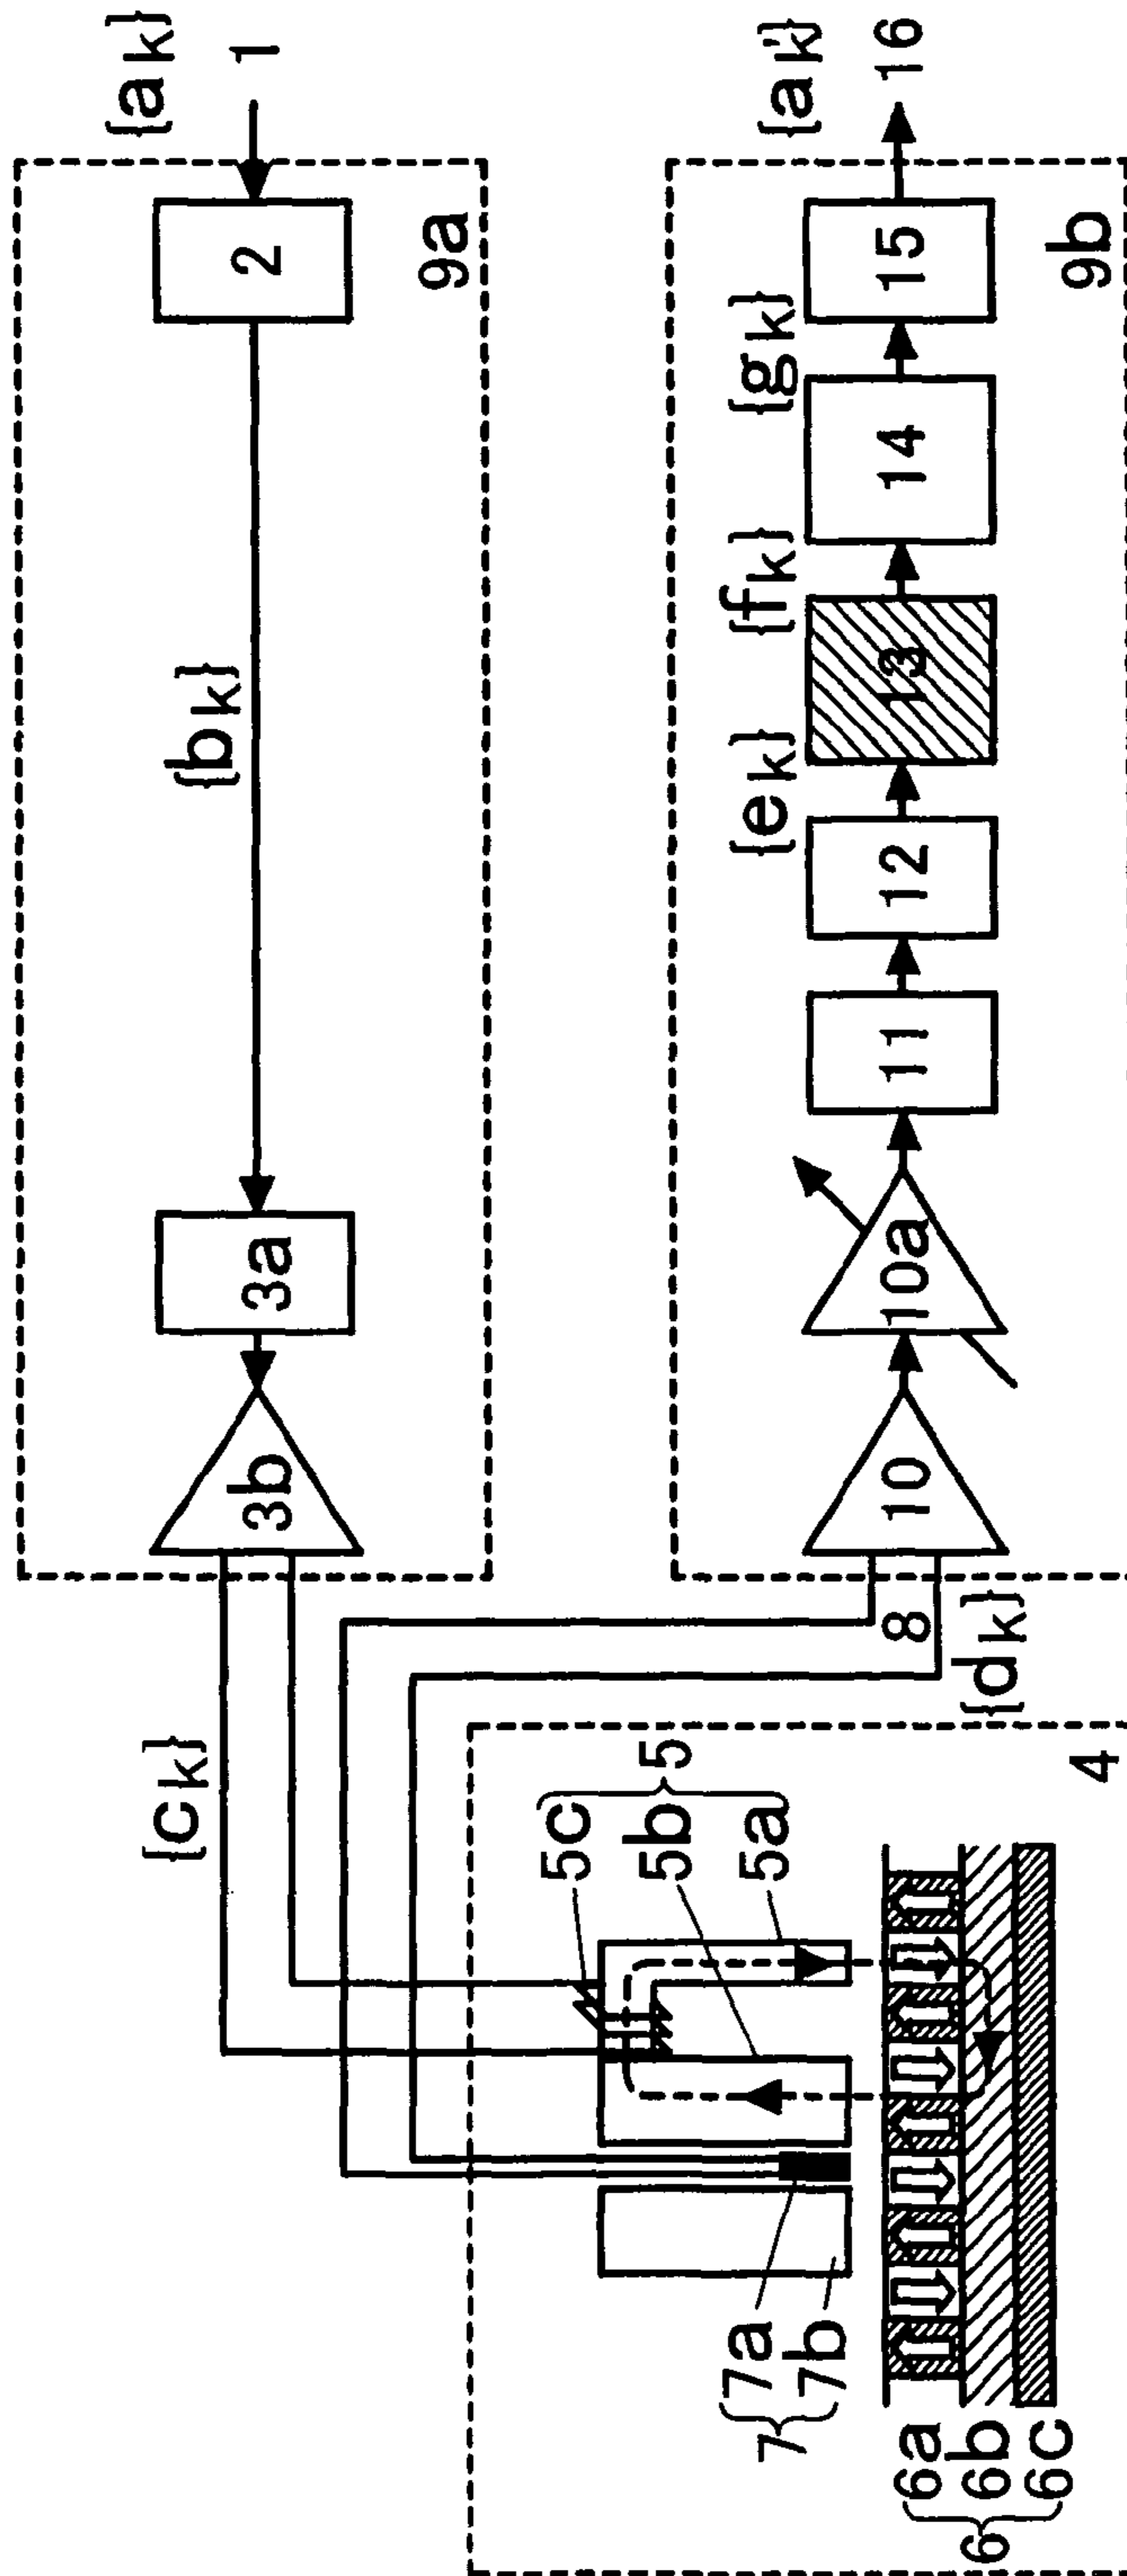 {ak}
1
2
{bk}
3a
3b
9a
{ck}
5c
5b
5a
5
7a
7b
7
6a
6b
6c
6
4
8
{dk}
10
10a
11
12
{ek}
13
{fk}
14
{gk}
15
{a'k}
16
9b